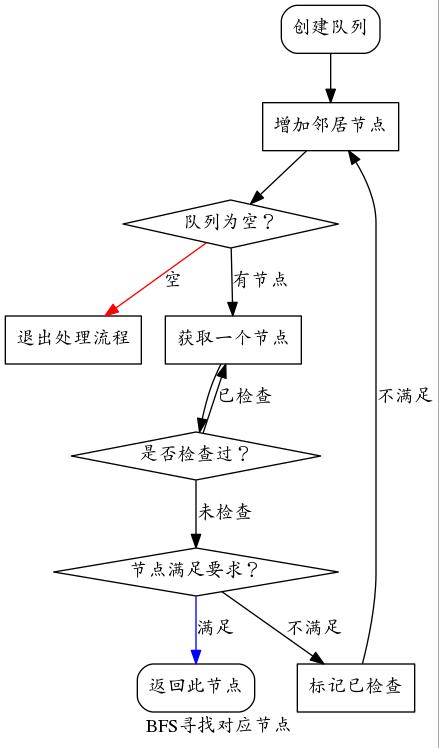 创建队列
增加邻居节点
队列为空？
空
有节点
退出处理流程
获取一个节点
已检查
不满足
是否检查过？
未检查
节点满足要求？
满足
不满足
返回此节点
标记已检查
BFS寻找对应节点